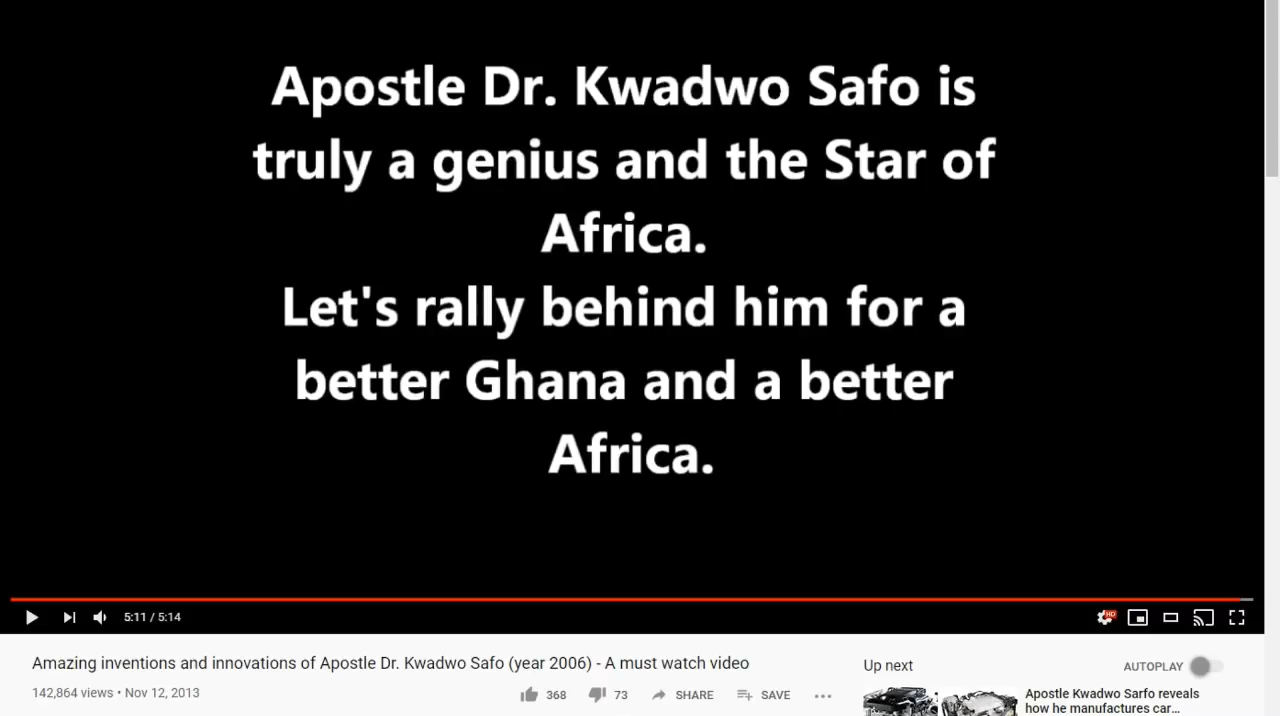 Apostle Dr. Kwadwo Safo is
truly a genius and the Star of
Africa.
Let's rally behind him for a
better Ghana and a better
Africa.
5:11 / 5:14
HD
Amazing inventions and innovations of Apostle Dr. Kwadwo Safo (year 2006) - A must watch video
142,864 views • Nov 12, 2013
368
73
SHARE
SAVE
Up next
AUTOPLAY
Apostle Kwadwo Sarfo reveals
how he manufactures car…